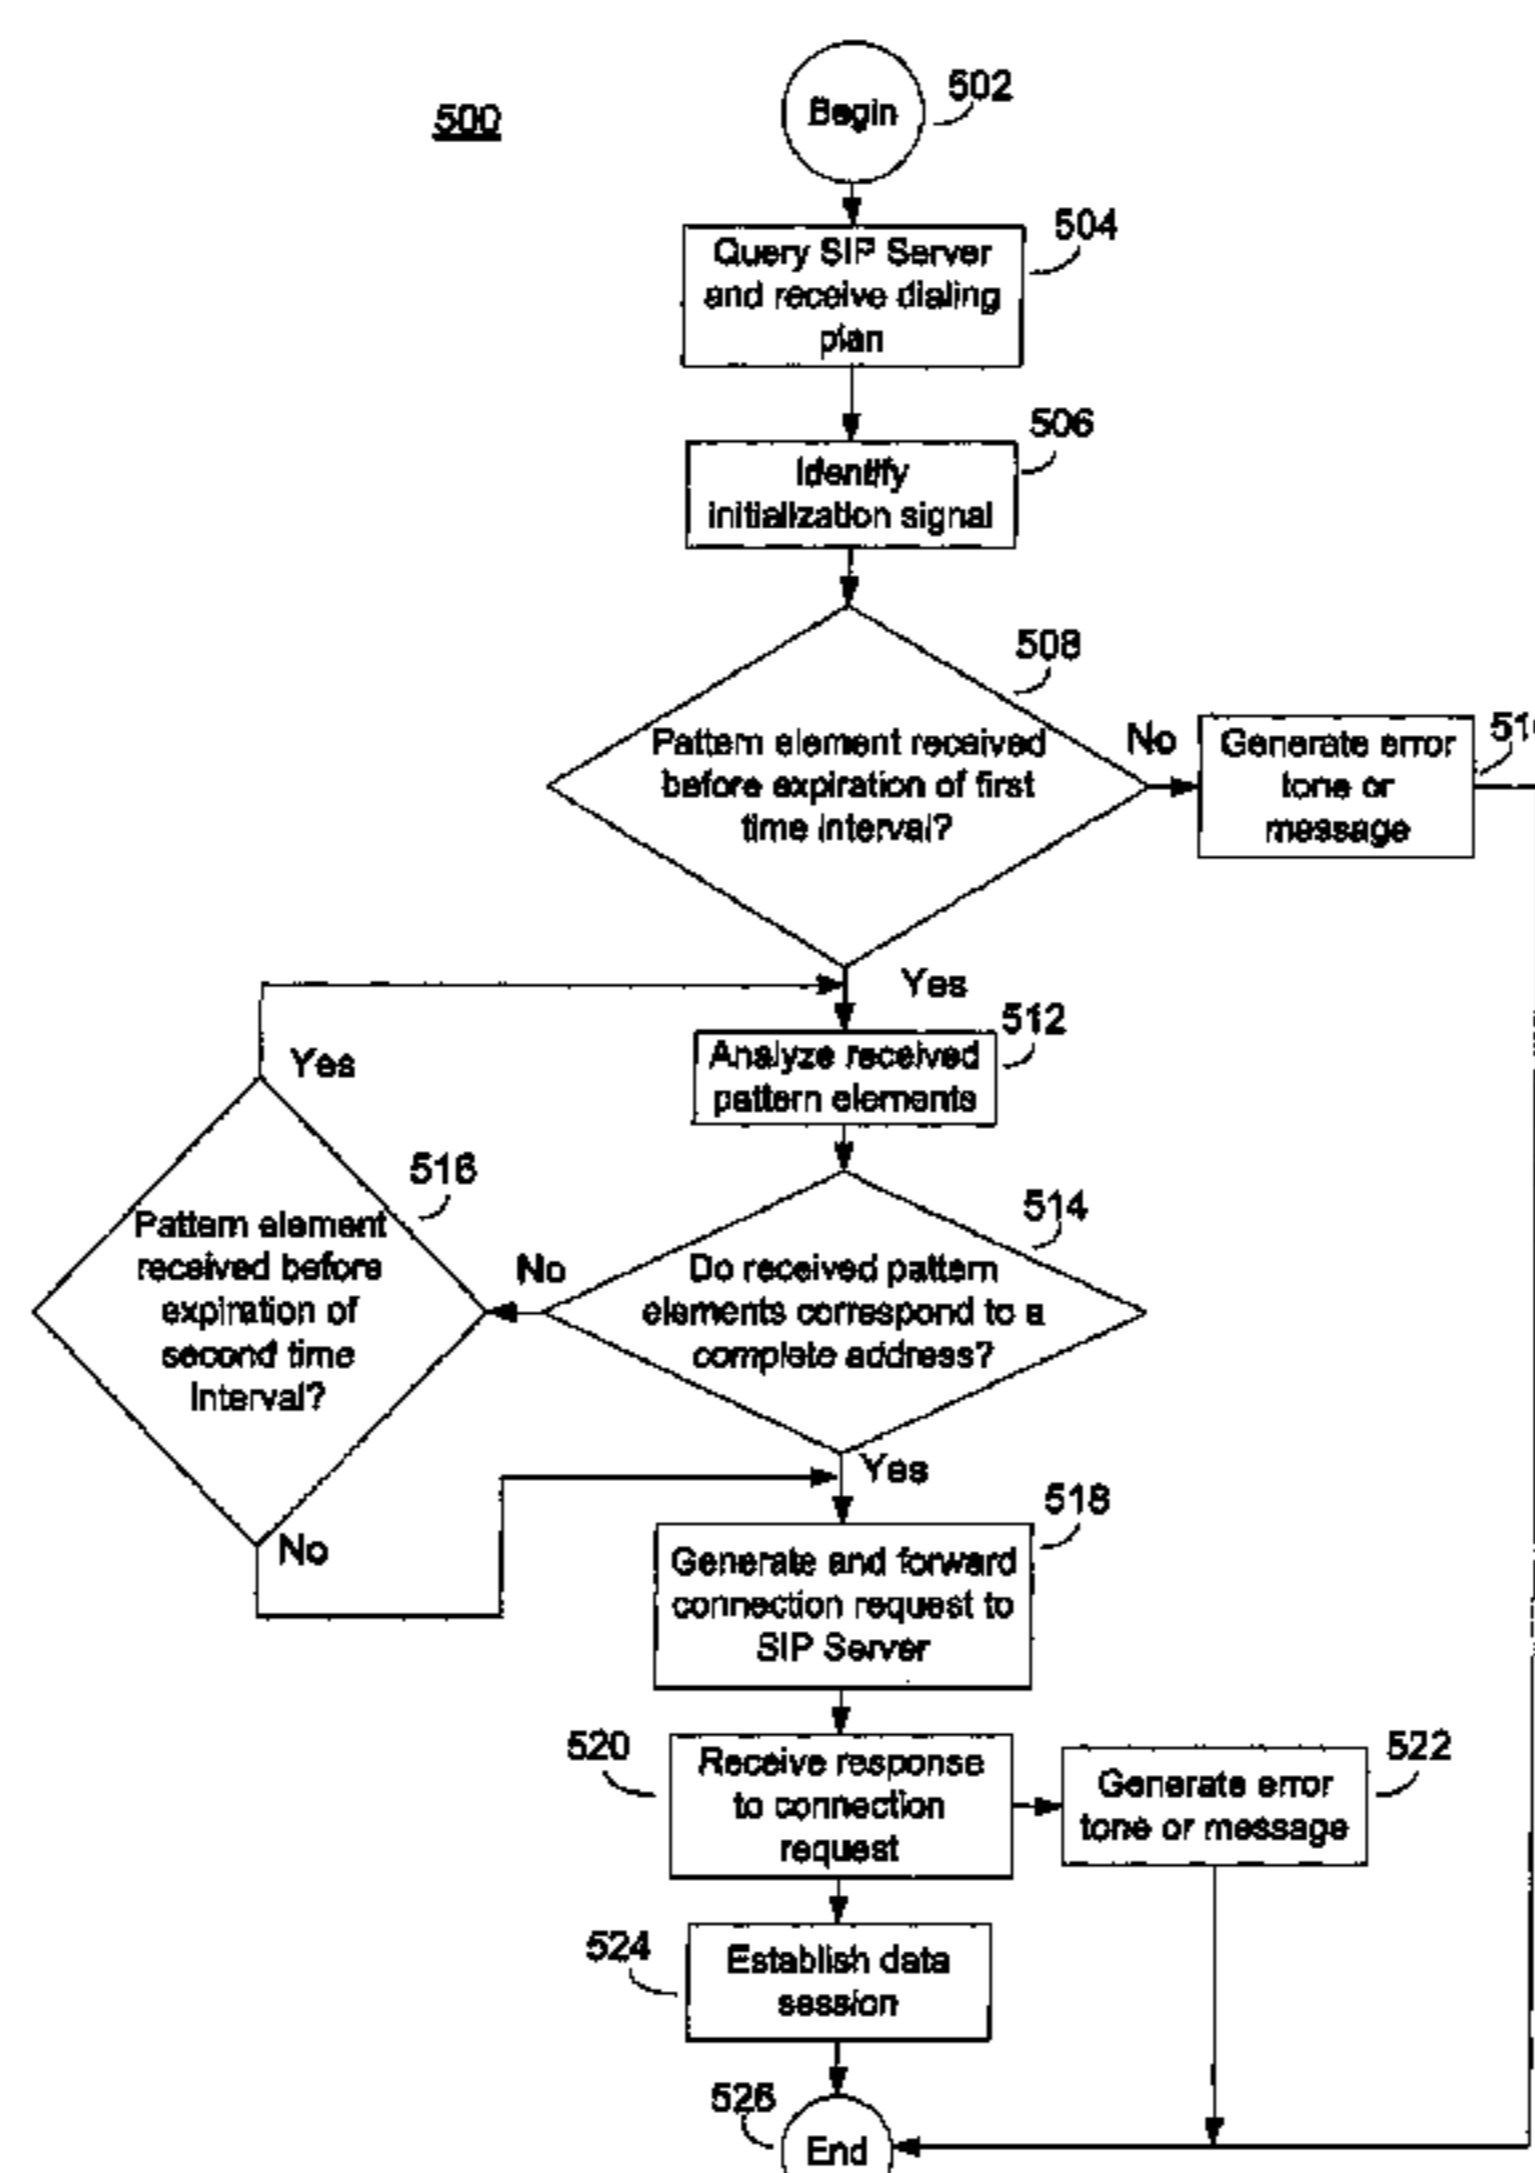 500
Begin
502
Query SIP Server
and receive dialing
plan
504
Identify
initialization signal
506
Pattern element received
before expiration of first
time interval?
508
No
Generate error
tone or
message
Yes
Analyze received
pattern elements
512
Yes
Pattern element
received before
expiration of
second time
interval?
516
No
Do received pattern
elements correspond to a
complete address?
514
Yes
No
Generate and forward
connection request to
SIP Server
518
520
Receive response
to connection
request
Generate error
tone or message
522
524
Establish data
session
526
End